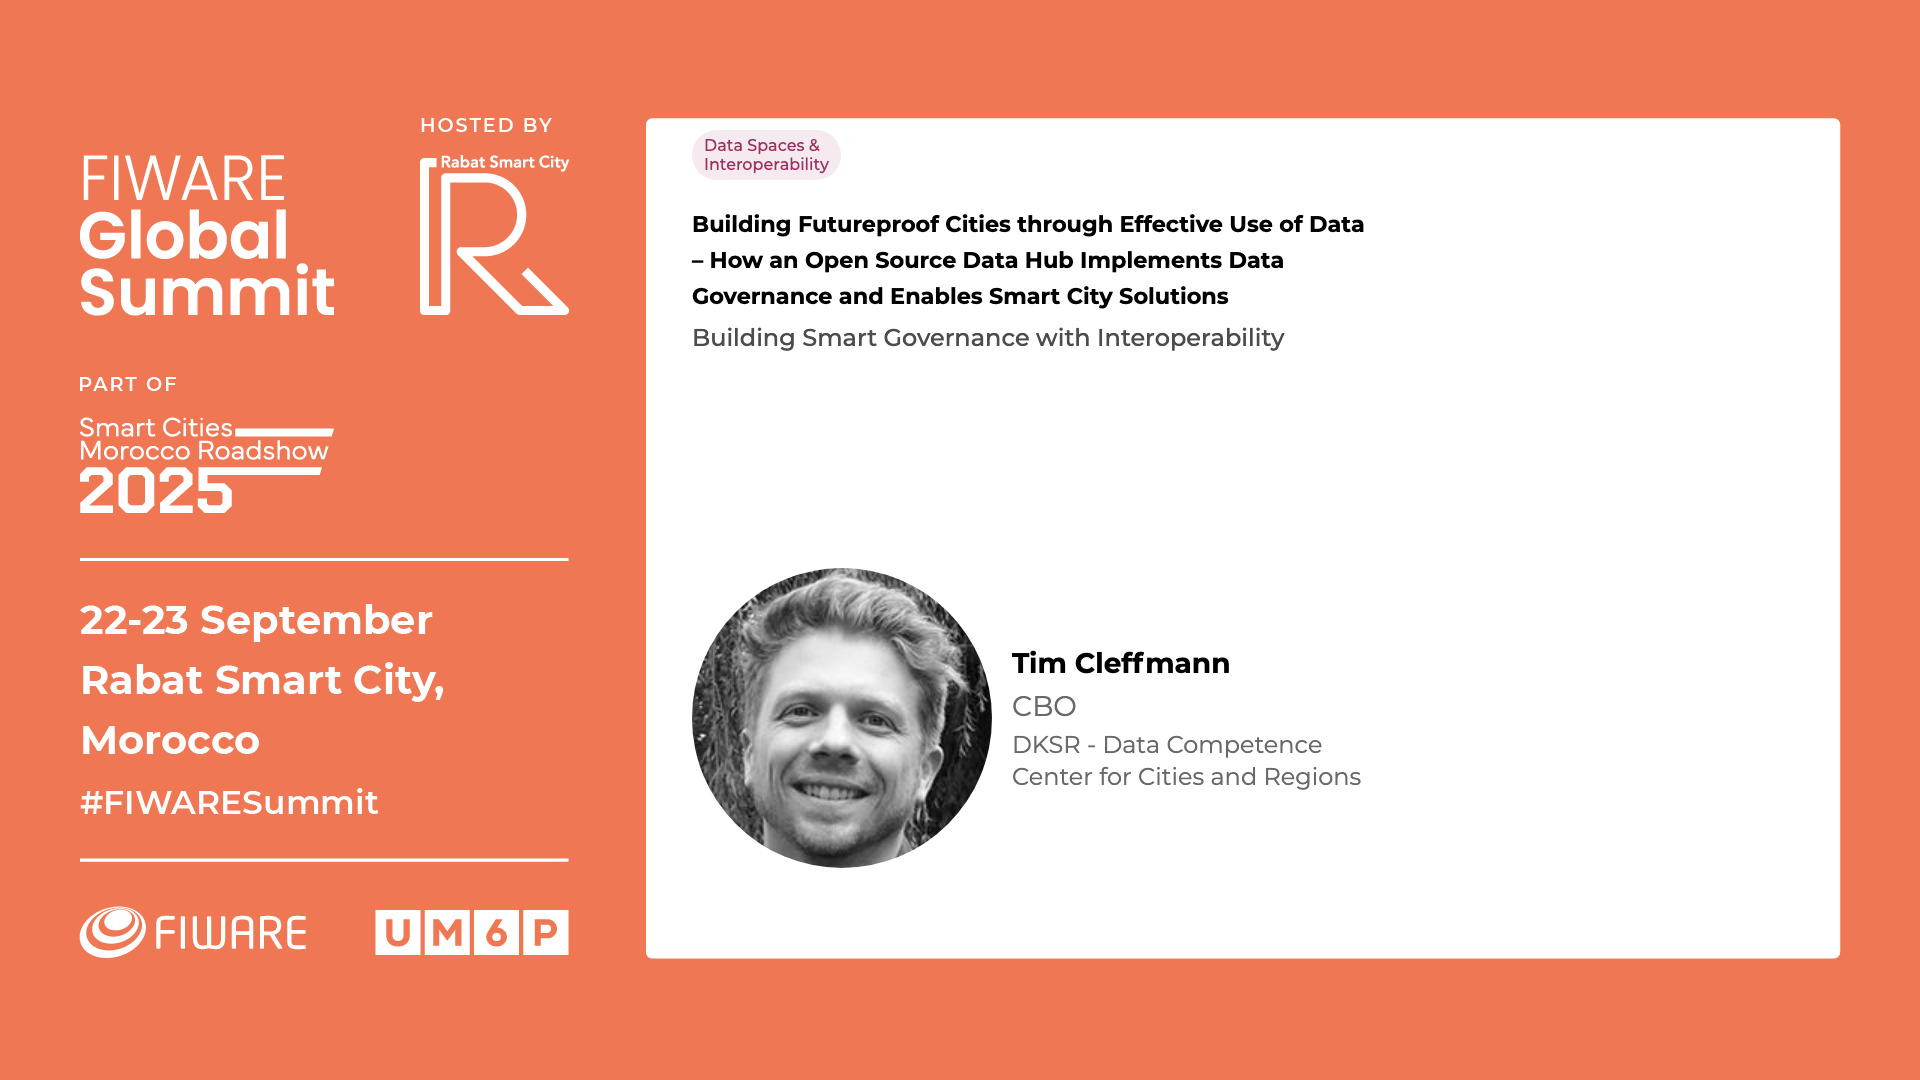 FIWARE
Global
Summit
HOSTED BY
Rabat Smart City
R
PART OF
Smart Cities
Morocco Roadshow
2025
22-23 September
Rabat Smart City,
Morocco
#FIWARESummit
FIWARE
UM6P
Data Spaces &
Interoperability
Building Futureproof Cities through Effective Use of Data
– How an Open Source Data Hub Implements Data
Governance and Enables Smart City Solutions
Building Smart Governance with Interoperability
Tim Cleffmann
CBO
DKSR - Data Competence
Center for Cities and Regions